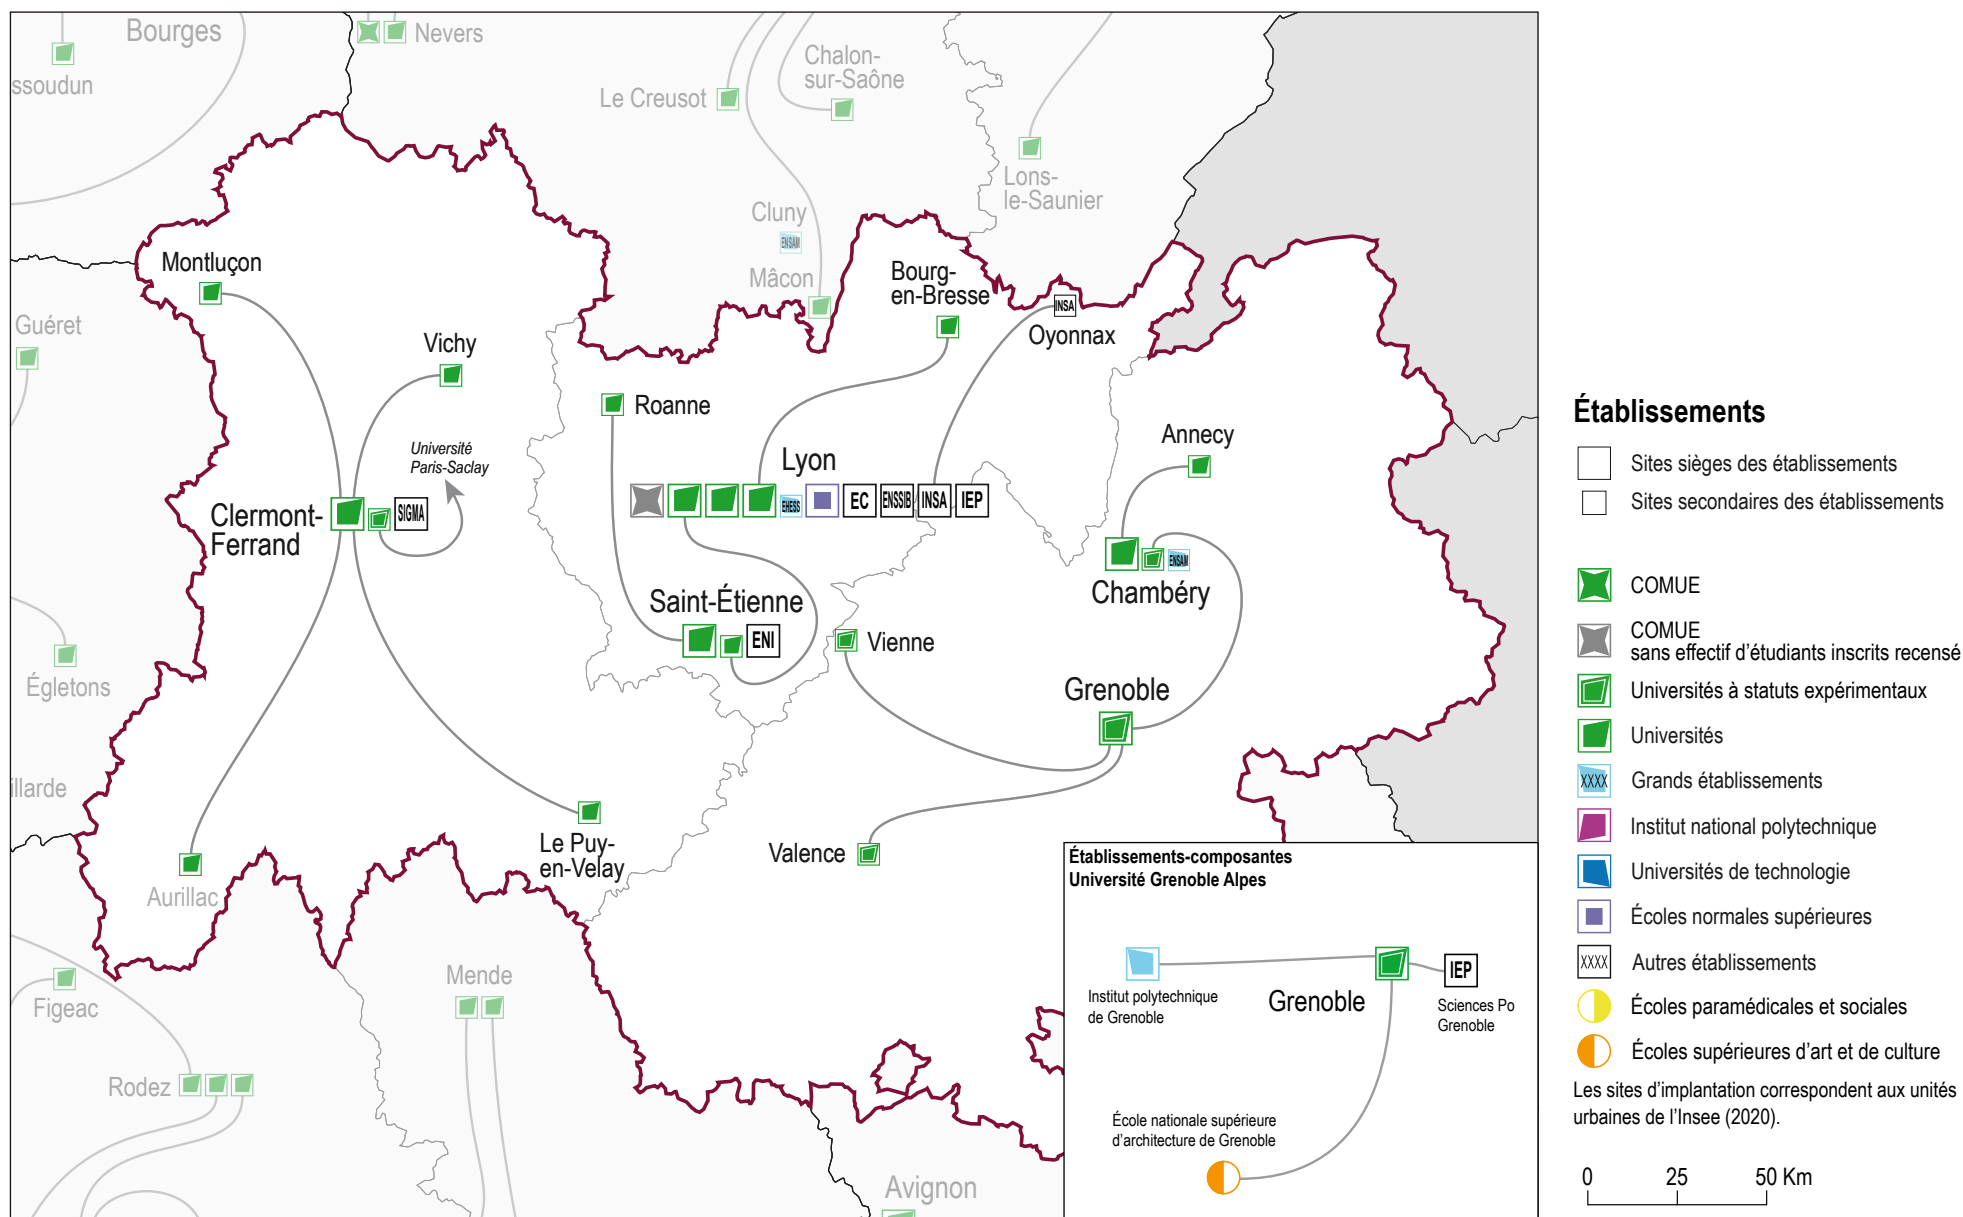 Bourges
Nevers
ssoudun
Chalon-
sur-Saône
Le Creusot
Lons-
le-Saunier
Cluny
ENSAM
Mâcon
Montluçon
Bourg-
en-Bresse
INSA
Oyonnax
Guéret
Vichy
Roanne
Annecy
Université
Paris-Saclay
Lyon
Clermont-
Ferrand
SIGMA
EHESS
EC
ENSSIB
INSA
IEP
ENSAM
Chambéry
Saint-Étienne
ENI
Vienne
Égletons
Grenoble
illarde
Le Puy-
en-Velay
Valence
Aurillac
Mende
Figeac
Rodez
Avignon
Établissements-composantes
Université Grenoble Alpes
Institut polytechnique
de Grenoble
Grenoble
IEP
Sciences Po
Grenoble
École nationale supérieure
d'architecture de Grenoble
Établissements
Sites sièges des établissements
Sites secondaires des établissements
COMUE
COMUE
sans effectif d'étudiants inscrits recensé
Universités à statuts expérimentaux
Universités
XXXX
Grands établissements
Institut national polytechnique
Universités de technologie
Écoles normales supérieures
XXXX
Autres établissements
Écoles paramédicales et sociales
Écoles supérieures d'art et de culture
Les sites d'implantation correspondent aux unités
urbaines de l'Insee (2020).
0 25 50 Km